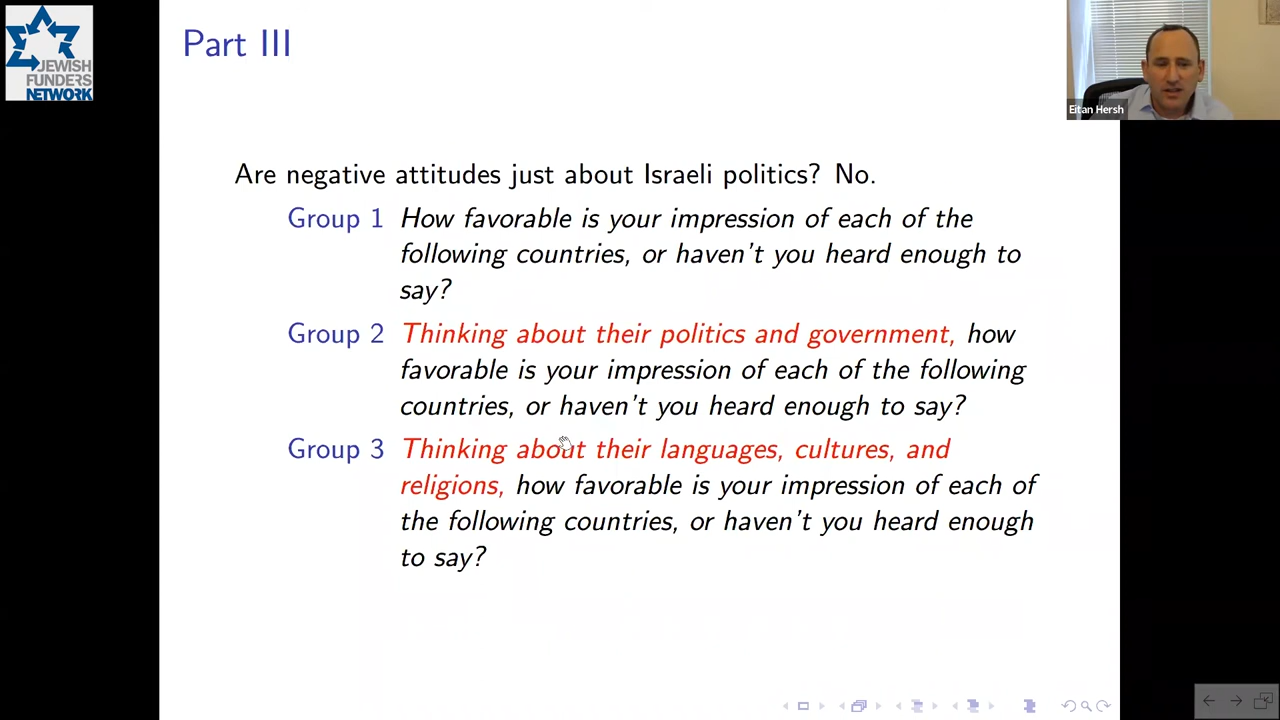 JEWISH
FUNDERS
NETWORK
Part III
Eitan Hersh
Are negative attitudes just about Israeli politics? No.
Group 1 How favorable is your impression of each of the
following countries, or haven't you heard enough to
say?
Group 2 Thinking about their politics and government, how
favorable is your impression of each of the following
countries, or haven't you heard enough to say?
Group 3 Thinking about their languages, cultures, and
religions, how favorable is your impression of each of
the following countries, or haven't you heard enough
to say?